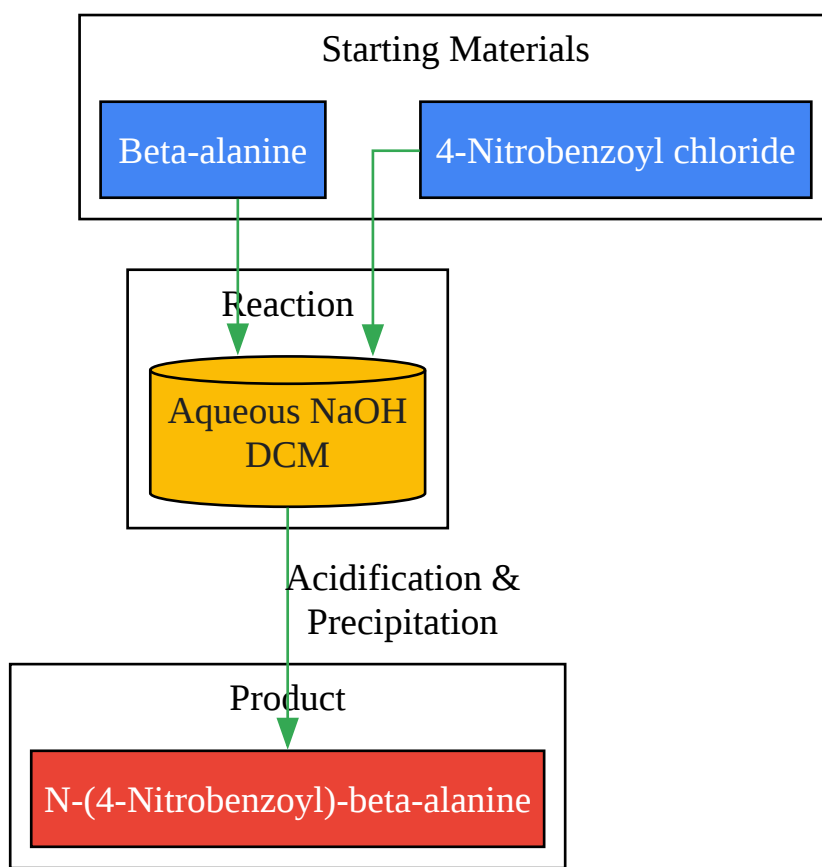 Starting Materials
Beta-alanine
4-Nitrobenzoyl chloride
Reaction
Aqueous NaOH
DCM
Acidification &
Precipitation
Product
N-(4-Nitrobenzoyl)-beta-alanine